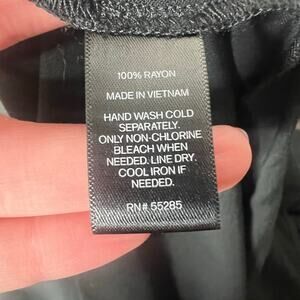 100% RAYON
MADE IN VIETNAM
HAND WASH COLD
SEPARATELY.
ONLY NON-CHLORINE
BLEACH WHEN
NEEDED. LINE DRY.
COOL IRON IF
NEEDED.
RN# 55285